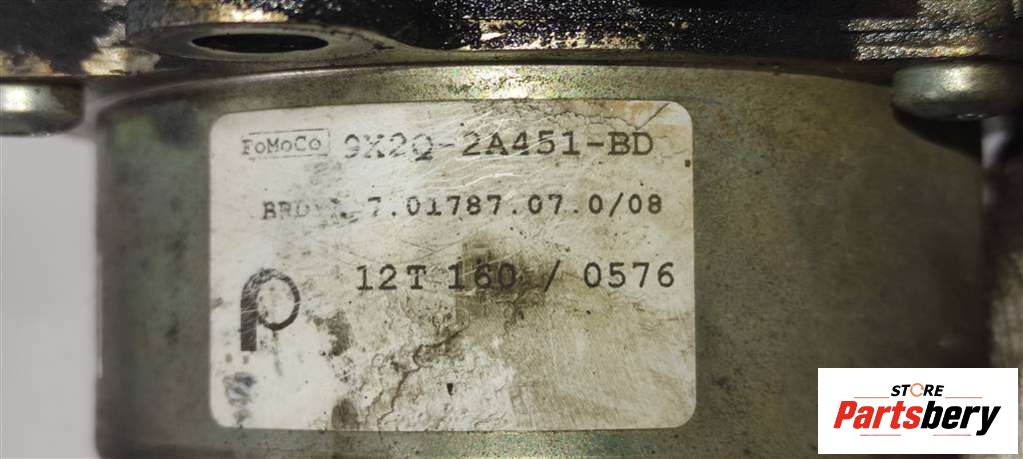 FoMoCo 9X2Q-2A451-BD
7.01787.07.0/08
12T 160 / 0576
p
STORE
Partsbery